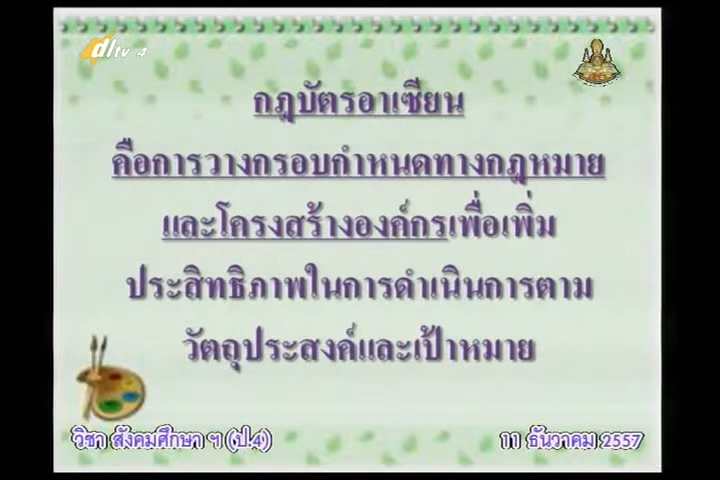 dltv 4
กฎบัตรอาเซียน
คือการวางกรอบกำหนดทางกฎหมาย
และโครงสร้างองค์กรเพื่อเพิ่ม
ประสิทธิภาพในการดำเนินการตาม
วัตถุประสงค์และเป้าหมาย
วิชา สังคมศึกษา ฯ (ป.4)
11 ธันวาคม 2557